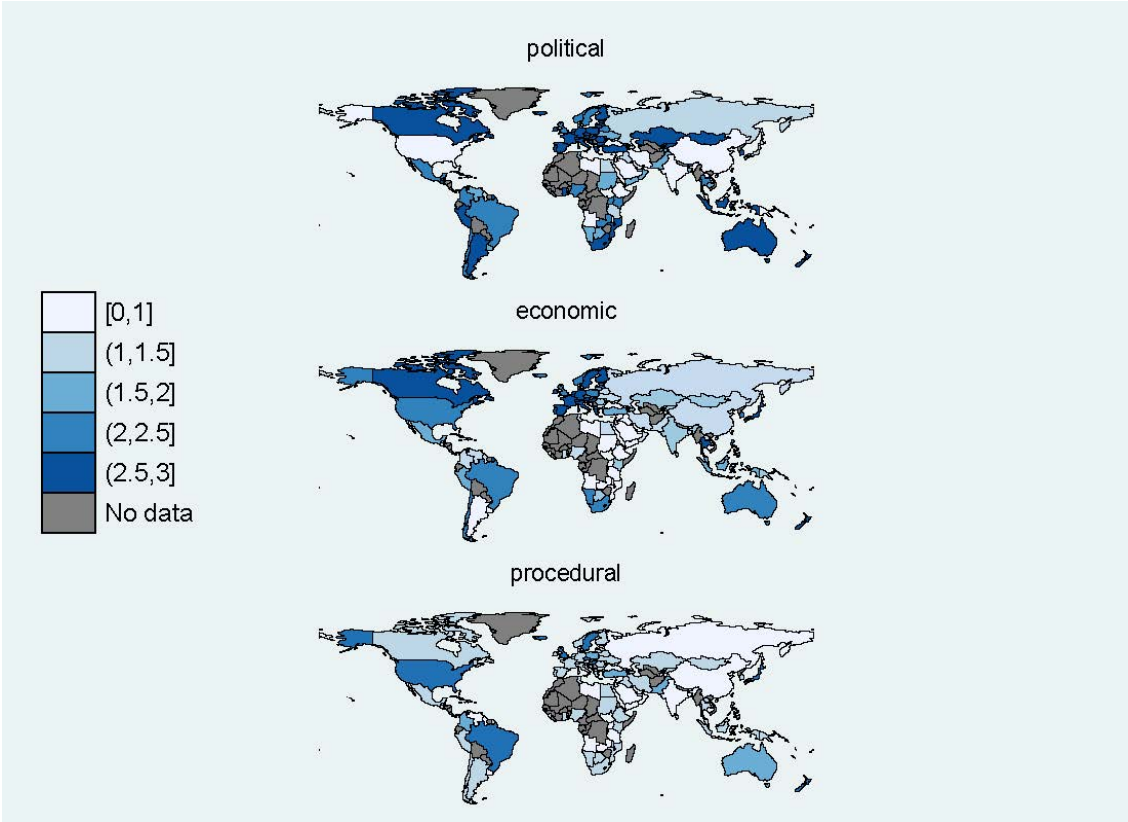 political
economic
[0,1]
(1,1.5]
(1.5,2]
(2,2.5]
(2.5,3]
No data
procedural